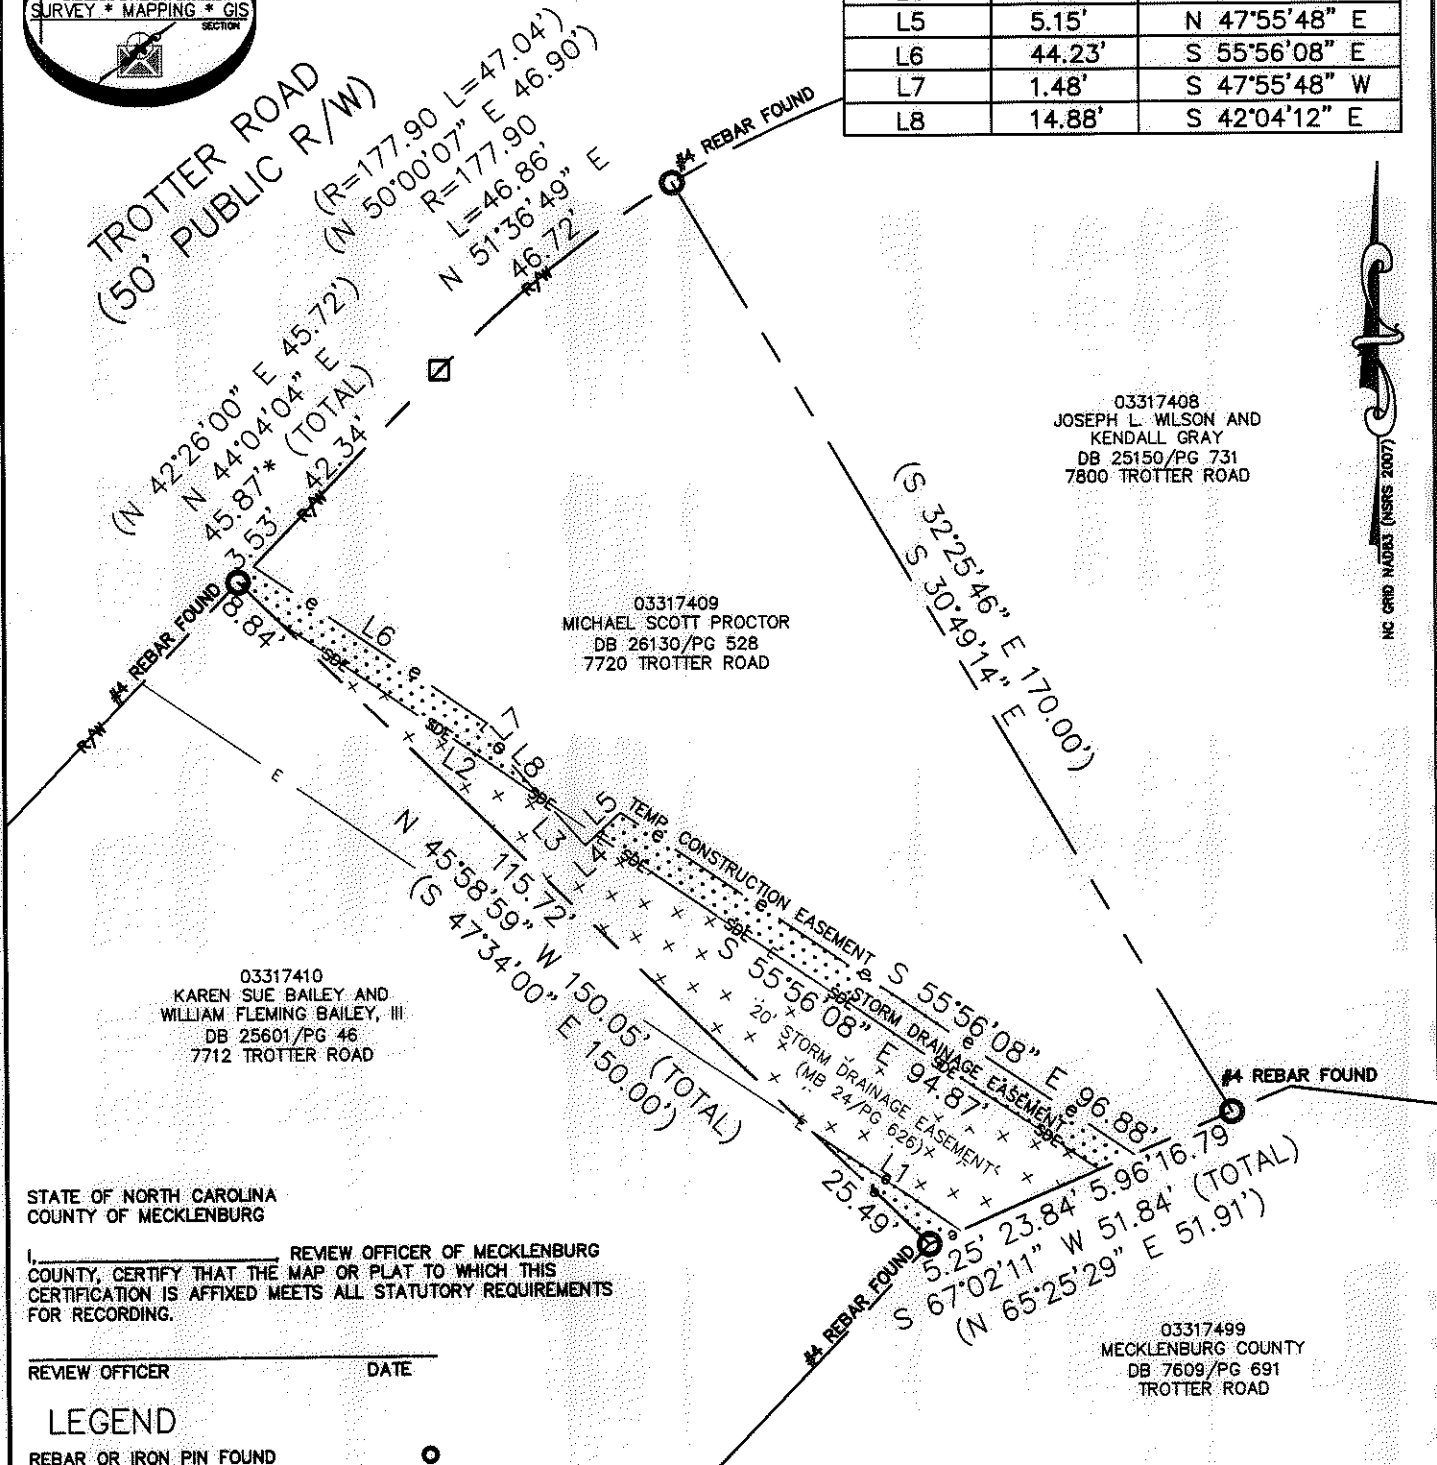 SURVEY * MAPPING * GIS
SECTION
L5 5.15' N 47°55'48" E
L6 44.23' S 55°56'08" E
L7 1.48' S 47°55'48" W
L8 14.88' S 42°04'12" E
TROTTER ROAD
(50' PUBLIC R/W)
(R=177.90 L=47.04')
(N 50°00'07" E 46.90')
R=177.90
L=46.86'
N 51°36'49" E
46.72'
R/W
#4 REBAR FOUND
(N 42°26'00" E 45.72')
N 44°04'04" E
45.87'* (TOTAL)
3.53' 42.34'
R/W
#4 REBAR FOUND
8.84'
R/W
NC GRID NAD83 (NSRS 2007)
03317408
JOSEPH L. WILSON AND
KENDALL GRAY
DB 25150/PG 731
7800 TROTTER ROAD
(S 32°25'46" E 170.00')
S 30°49'14" E
03317409
MICHAEL SCOTT PROCTOR
DB 26130/PG 528
7720 TROTTER ROAD
e
L6
e
SDE
L7
e
SDE
L2
L8
SDE
L3
L5
L4
E
SDE
TEMP. CONSTRUCTION EASEMENT
e
e
SDE
E
e
S 55°56'08" E 96.88'
STORM DRAINAGE EASEMENT
SDE
e
SDE
e
SDE
S 55°56'08" E 94.87'
20' STORM DRAINAGE EASEMENT
(MB 24/PG 626)
E
N 45°58'59" W 150.05' (TOTAL)
115.72'
(S 47°34'00" E 150.00')
E
L1
e
e
e
25.49'
#4 REBAR FOUND
#4 REBAR FOUND
5.25' 23.84' 5.96' 16.79
S 67°02'11" W 51.84' (TOTAL)
(N 65°25'29" E 51.91')
03317410
KAREN SUE BAILEY AND
WILLIAM FLEMING BAILEY, III
DB 25601/PG 46
7712 TROTTER ROAD
03317499
MECKLENBURG COUNTY
DB 7609/PG 691
TROTTER ROAD
STATE OF NORTH CAROLINA
COUNTY OF MECKLENBURG
I,____________________, REVIEW OFFICER OF MECKLENBURG
COUNTY, CERTIFY THAT THE MAP OR PLAT TO WHICH THIS
CERTIFICATION IS AFFIXED MEETS ALL STATUTORY REQUIREMENTS
FOR RECORDING.
REVIEW OFFICER DATE
LEGEND
REBAR OR IRON PIN FOUND